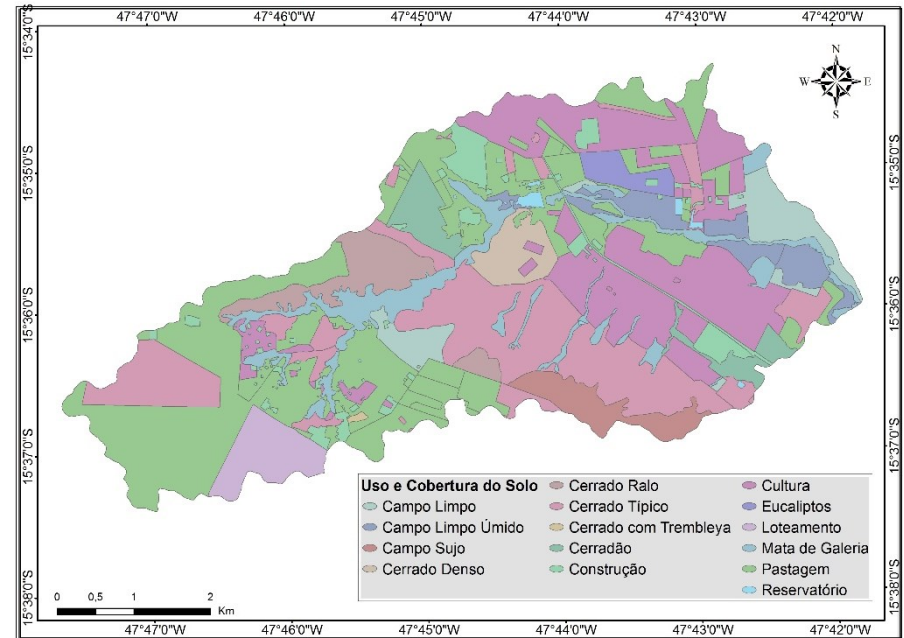 47°47'0"W 47°46'0"W 47°45'0"W 47°44'0"W 47°43'0"W 47°42'0"W
15°34'0"S
N
W E
S
15°35'0"S 15°35'0"S
15°36'0"S 15°36'0"S
15°37'0"S 15°37'0"S
Uso e Cobertura do Solo
Campo Limpo
Campo Limpo Úmido
Campo Sujo
Cerrado Denso
Cerrado Ralo
Cerrado Típico
Cerrado com Trembleya
Cerradão
Construção
Cultura
Eucaliptos
Loteamento
Mata de Galeria
Pastagem
Reservatório
0 0,5 1 2
Km
15°38'0"S 15°38'0"S
47°47'0"W 47°46'0"W 47°45'0"W 47°44'0"W 47°43'0"W 47°42'0"W